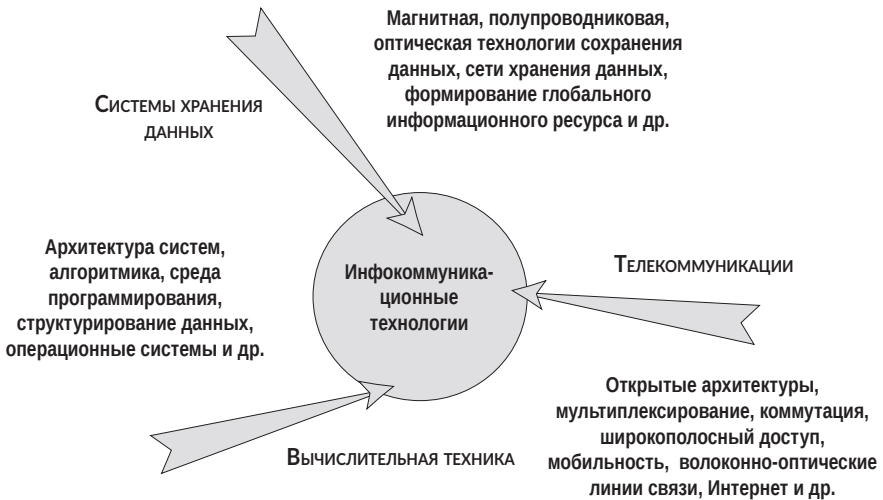 Магнитная, полупроводниковая,
оптическая технологии сохранения
данных, сети хранения данных,
формирование глобального
информационного ресурса и др.
Системы хранения
данных
Архитектура систем,
алгоритмика, среда
программирования,
структурирование данных,
операционные системы и др.
Инфокоммуника-
ционные
технологии
Телекоммуникации
Вычислительная техника
Открытые архитектуры,
мультиплексирование, коммутация,
широкополосный доступ,
мобильность, волоконно-оптические
линии связи, Интернет и др.